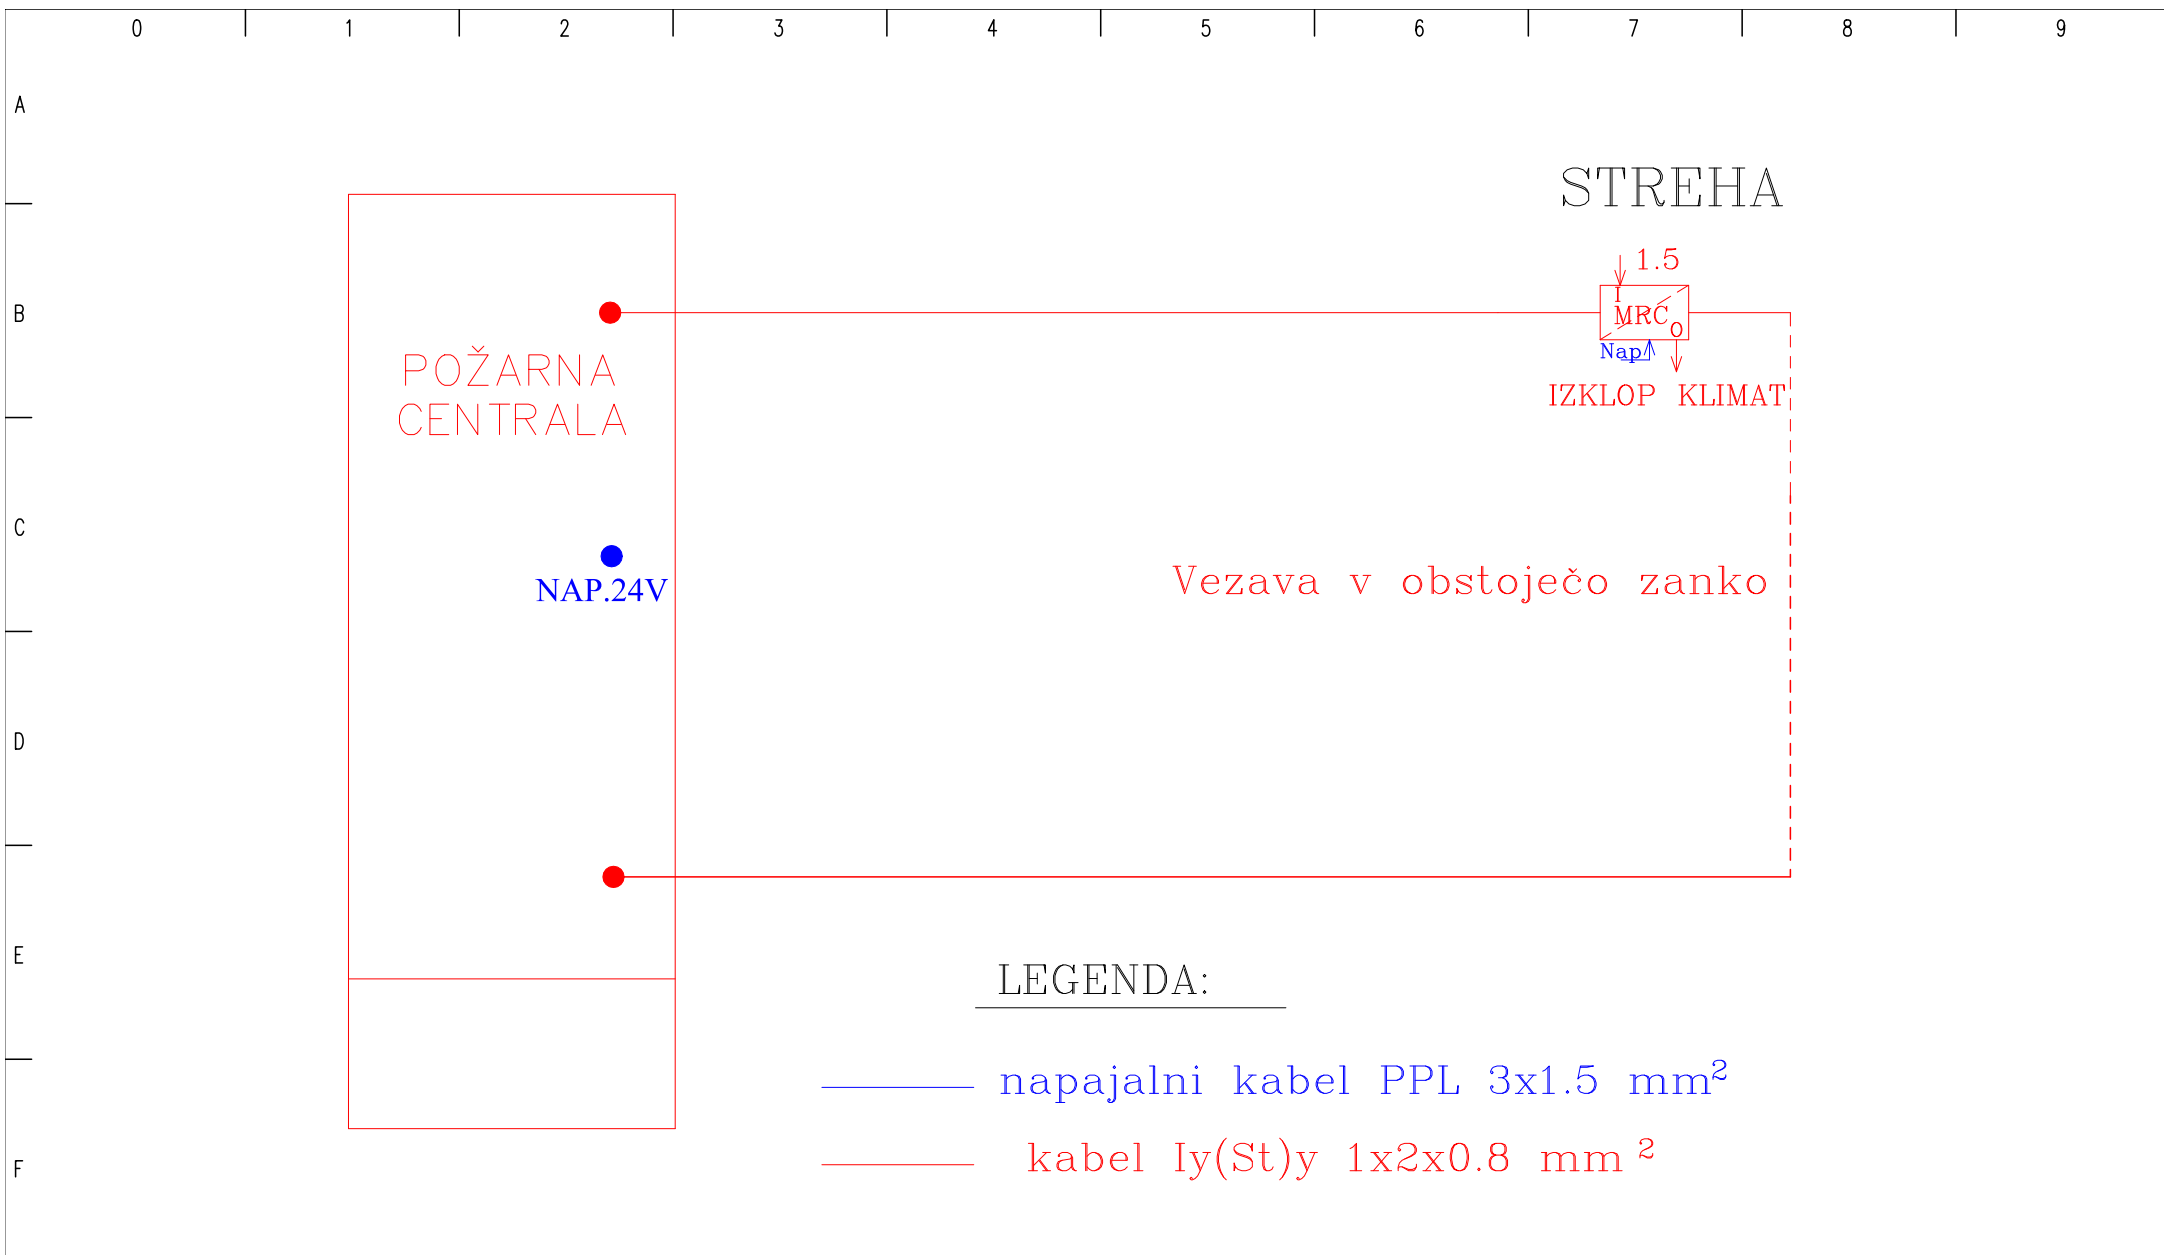 0 1 2 3 4 5 6 7 8 9
A
STREHA
1.5
B
I
MRC
O
Nap
POŽARNA
CENTRALA
IZKLOP KLIMAT
C
NAP.24V
Vezava v obstoječo zanko
D
E
LEGENDA:
napajalni kabel PPL 3x1.5 mm²
F
kabel Iy(St)y 1x2x0.8 mm ²